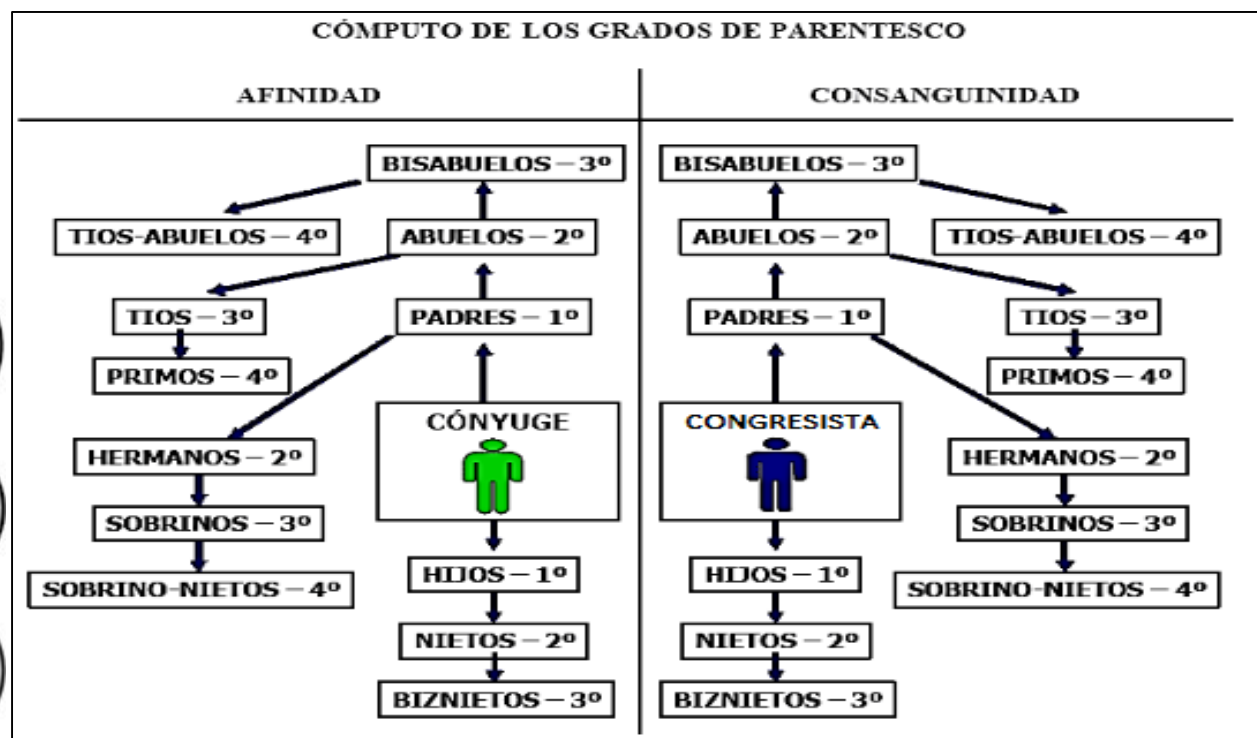 CÓMPUTO DE LOS GRADOS DE PARENTESCO
AFINIDAD
BISABUELOS – 3º
TIOS-ABUELOS – 4º
ABUELOS – 2º
TIOS – 3º
PADRES – 1º
PRIMOS – 4º
CÓNYUGE
HERMANOS – 2º
SOBRINOS – 3º
HIJOS – 1º
SOBRINO-NIETOS – 4º
NIETOS – 2º
BIZNIETOS – 3º
CONSANGUINIDAD
BISABUELOS – 3º
ABUELOS – 2º
TIOS-ABUELOS – 4º
PADRES – 1º
TIOS – 3º
PRIMOS – 4º
CONGRESISTA
HERMANOS – 2º
SOBRINOS – 3º
HIJOS – 1º
SOBRINO-NIETOS – 4º
NIETOS – 2º
BIZNIETOS – 3º